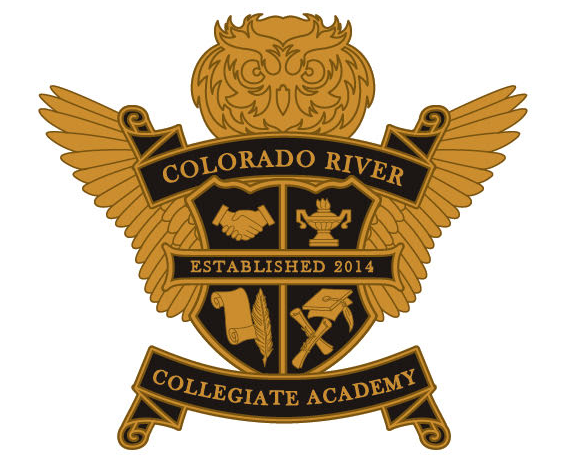 COLORADO RIVER
ESTABLISHED 2014
COLLEGIATE ACADEMY